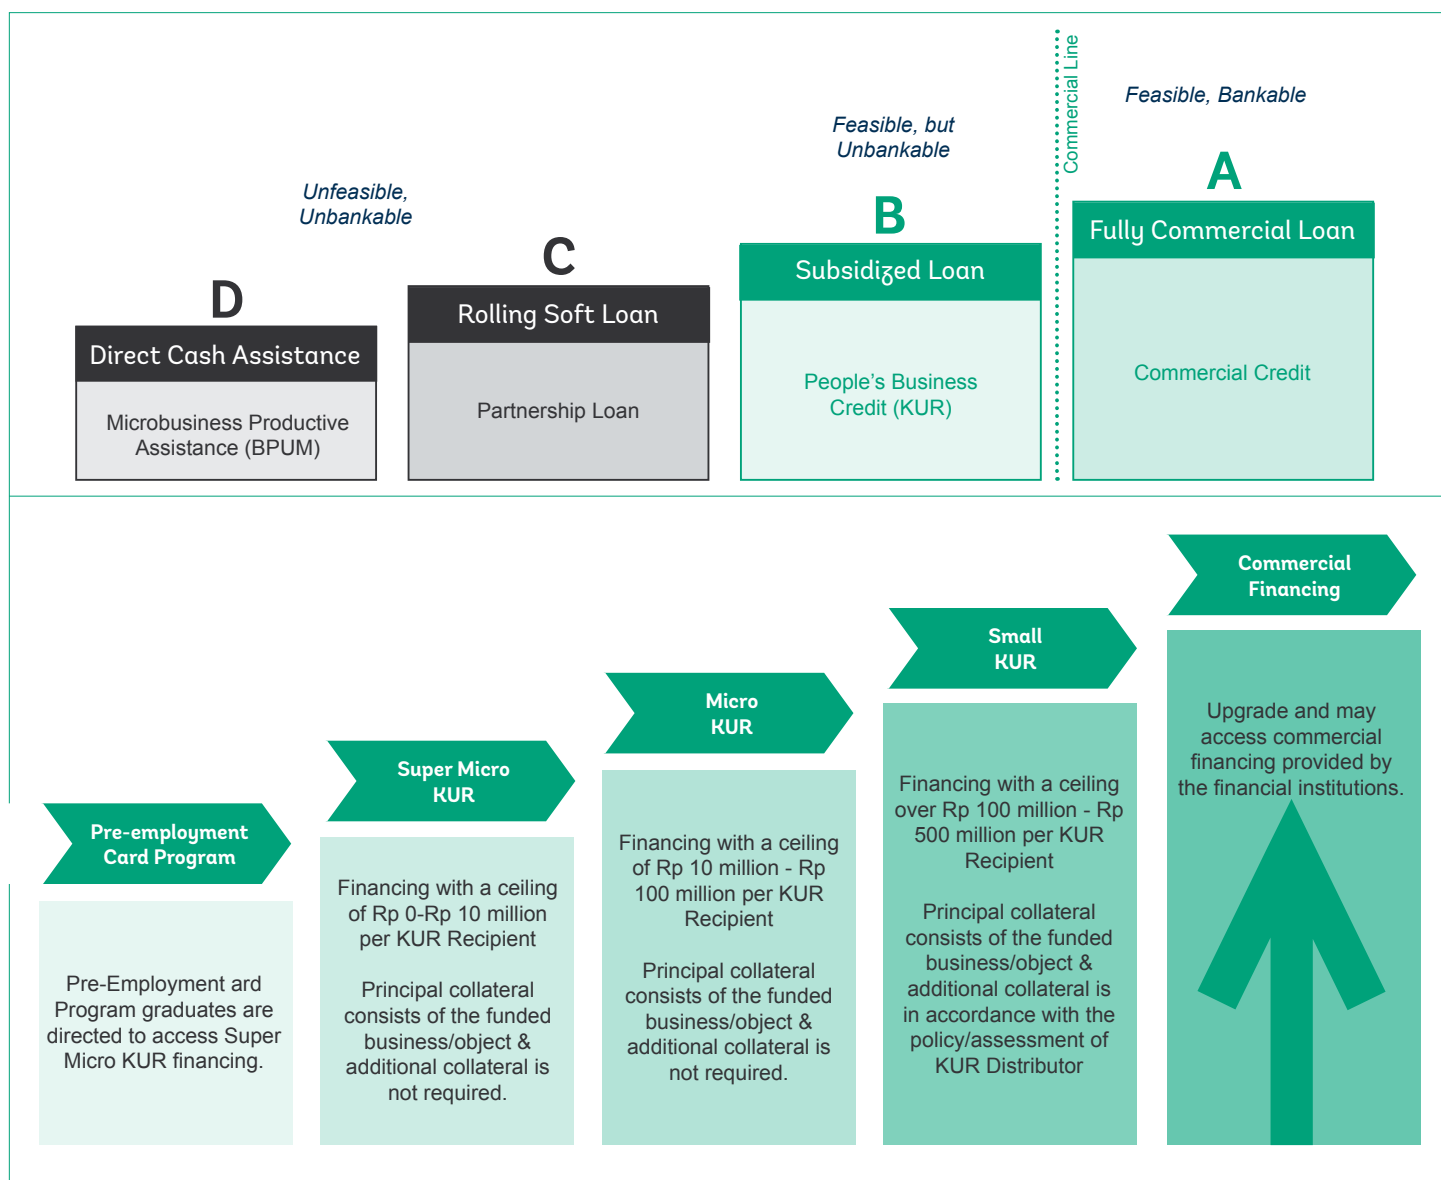 Commercial Line
Feasible, Bankable
A
Fully Commercial Loan
Commercial Credit
Feasible, but
Unbankable
B
Subsidized Loan
People's Business
Credit (KUR)
Unfeasible,
Unbankable
C
Rolling Soft Loan
Partnership Loan
D
Direct Cash Assistance
Microbusiness Productive
Assistance (BPUM)
Pre-employment
Card Program
Pre-Employment ard
Program graduates are
directed to access Super
Micro KUR financing.
Super Micro
KUR
Financing with a ceiling
of Rp 0-Rp 10 million
per KUR Recipient
Principal collateral
consists of the funded
business/object &
additional collateral is
not required.
Micro
KUR
Financing with a ceiling
of Rp 10 million - Rp
100 million per KUR
Recipient
Principal collateral
consists of the funded
business/object &
additional collateral is
not required.
Small
KUR
Financing with a ceiling
over Rp 100 million - Rp
500 million per KUR
Recipient
Principal collateral
consists of the funded
business/object &
additional collateral is
in accordance with the
policy/assessment of
KUR Distributor
Commercial
Financing
Upgrade and may
access commercial
financing provided by
the financial institutions.